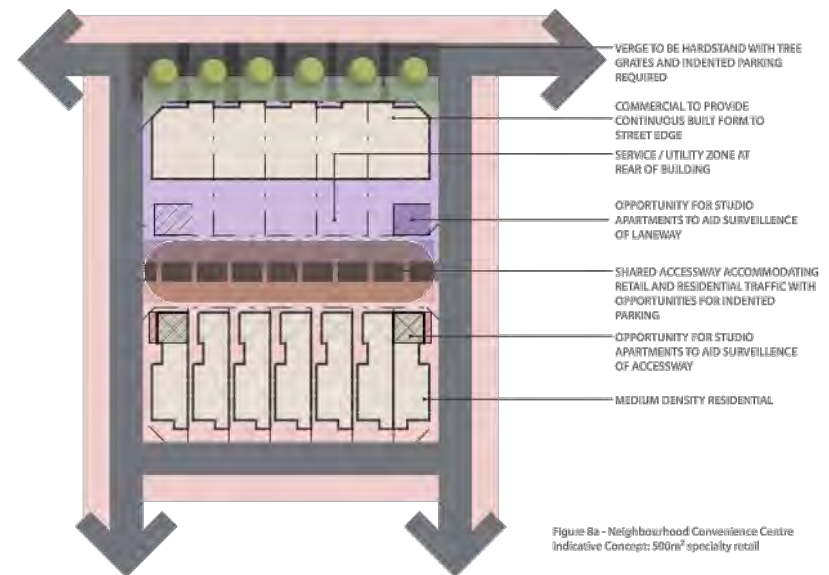 VERGE TO BE HARDSTAND WITH TREE
GRATES AND INDENTED PARKING
REQUIRED
COMMERCIAL TO PROVIDE
CONTINUOUS BUILT FORM TO
STREET EDGE
SERVICE / UTILITY ZONE AT
REAR OF BUILDING
OPPORTUNITY FOR STUDIO
APARTMENTS TO AID SURVEILLENCE
OF LANEWAY
SHARED ACCESSWAY ACCOMMODATING
RETAIL AND RESIDENTIAL TRAFFIC WITH
OPPORTUNITIES FOR INDENTED
PARKING
OPPORTUNITY FOR STUDIO
APARTMENTS TO AID SURVEILLENCE
OF ACCESSWAY
MEDIUM DENSITY RESIDENTIAL
Figure 8a - Neighbourhood Convenience Centre
Indicative Concept: 500m² specialty retail